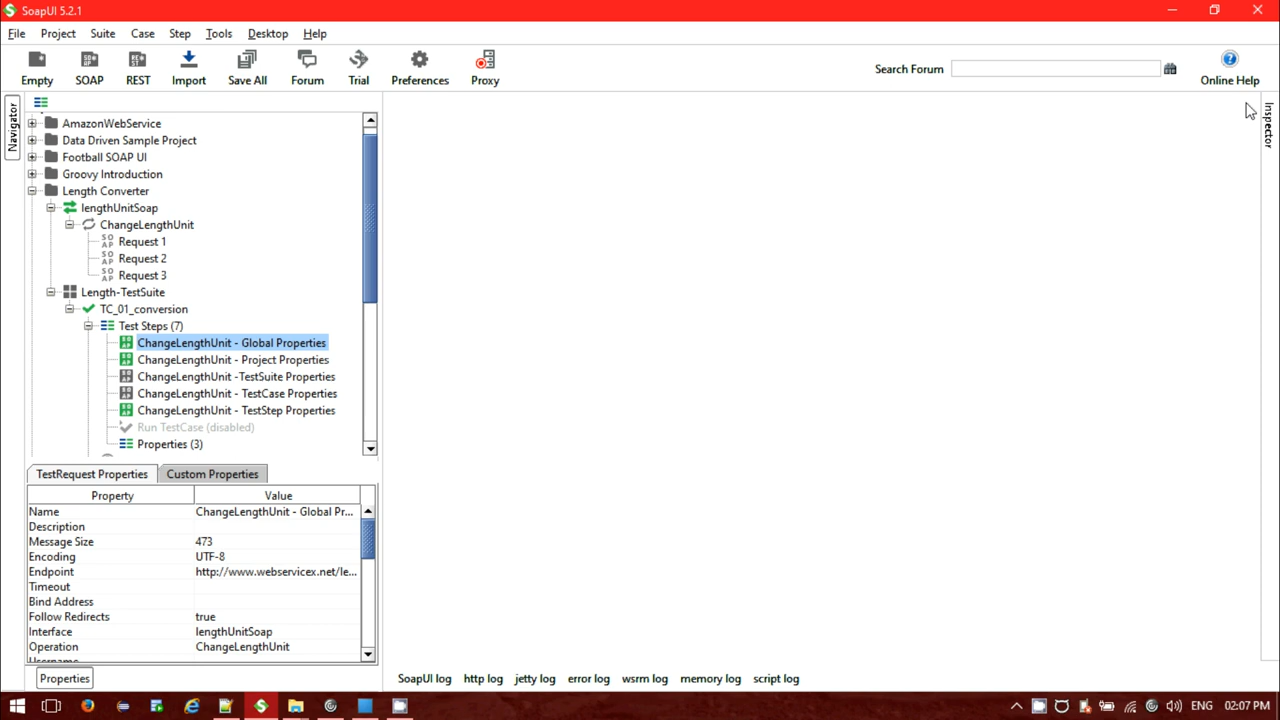 SoapUI 5.2.1
File Project Suite Case Step Tools Desktop Help
Empty SOAP REST Import Save All Forum Trial Preferences Proxy Search Forum Online Help
Navigator
Inspector
AmazonWebService
Data Driven Sample Project
Football SOAP UI
Groovy Introduction
Length Converter
lengthUnitSoap
ChangeLengthUnit
Request 1
Request 2
Request 3
Length-TestSuite
TC_01_conversion
Test Steps (7)
ChangeLengthUnit - Global Properties
ChangeLengthUnit - Project Properties
ChangeLengthUnit -TestSuite Properties
ChangeLengthUnit - TestCase Properties
ChangeLengthUnit - TestStep Properties
Run TestCase (disabled)
Properties (3)
TestRequest Properties Custom Properties
Property Value
Name ChangeLengthUnit - Global Pr...
Description
Message Size 473
Encoding UTF-8
Endpoint http://www.webservicex.net/le...
Timeout
Bind Address
Follow Redirects true
Interface lengthUnitSoap
Operation ChangeLengthUnit
Username
Properties
SoapUI log http log jetty log error log wsrm log memory log script log
ENG 02:07 PM